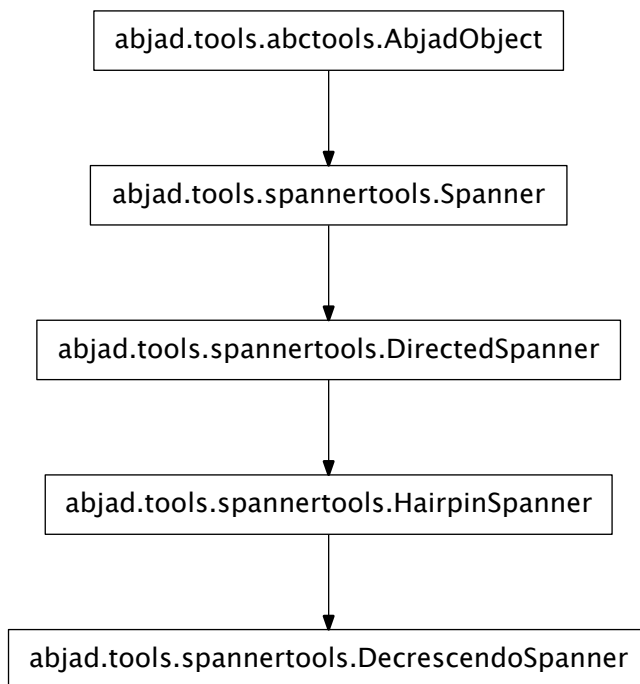 abjad.tools.abctools.AbjadObject
abjad.tools.spannertools.Spanner
abjad.tools.spannertools.DirectedSpanner
abjad.tools.spannertools.HairpinSpanner
abjad.tools.spannertools.DecrescendoSpanner